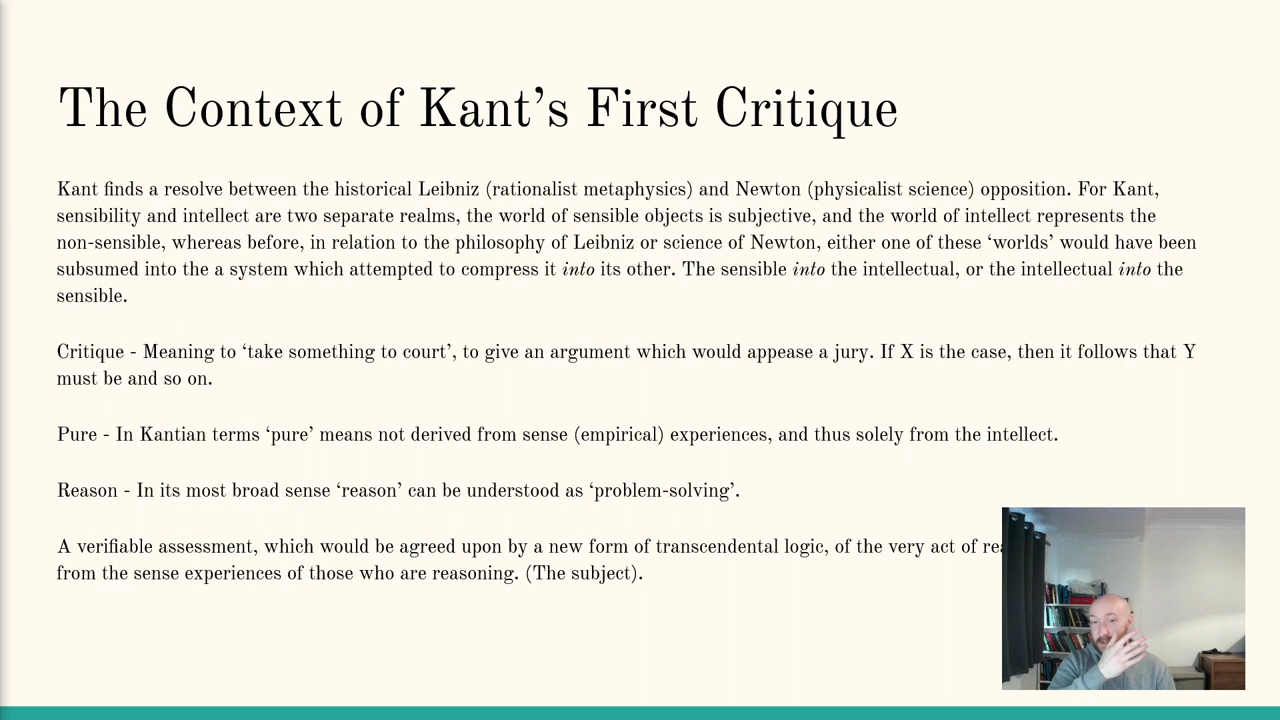 The Context of Kant’s First Critique
Kant finds a resolve between the historical Leibniz (rationalist metaphysics) and Newton (physicalist science) opposition. For Kant,
sensibility and intellect are two separate realms, the world of sensible objects is subjective, and the world of intellect represents the
non-sensible, whereas before, in relation to the philosophy of Leibniz or science of Newton, either one of these ‘worlds’ would have been
subsumed into the a system which attempted to compress it into its other. The sensible into the intellectual, or the intellectual into the
sensible.
Critique - Meaning to ‘take something to court’, to give an argument which would appease a jury. If X is the case, then it follows that Y
must be and so on.
Pure - In Kantian terms ‘pure’ means not derived from sense (empirical) experiences, and thus solely from the intellect.
Reason - In its most broad sense ‘reason’ can be understood as ‘problem-solving’.
A verifiable assessment, which would be agreed upon by a new form of transcendental logic, of the very act of
from the sense experiences of those who are reasoning. (The subject).